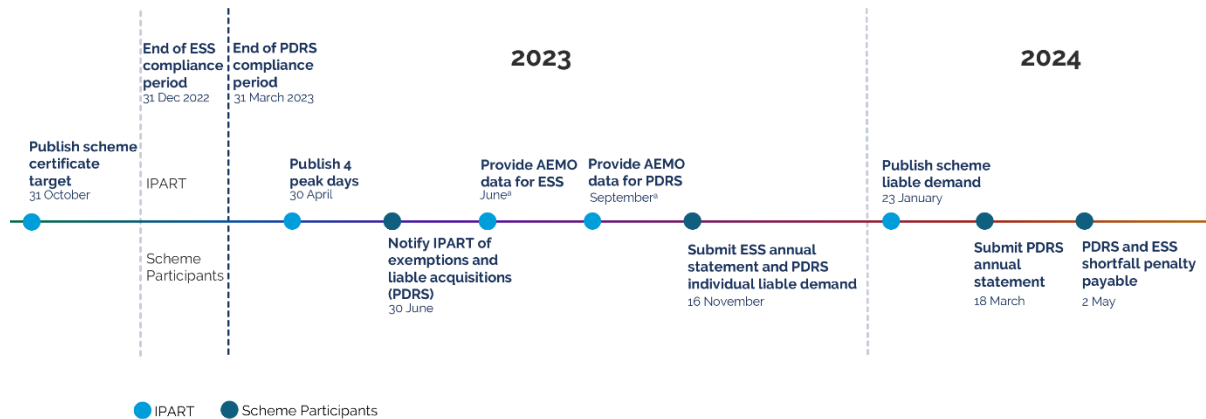 End of ESS
compliance
period
31 Dec 2022
End of PDRS
compliance
period
31 March 2023
2023
2024
Publish scheme
certificate
target
31 October
IPART
Publish 4
peak days
30 April
Provide AEMO
data for ESS
Juneᵃ
Provide AEMO
data for PDRS
Septemberᵃ
Publish scheme
liable demand
23 January
Scheme
Participants
Notify IPART of
exemptions and
liable acquisitions
(PDRS)
30 June
Submit ESS annual
statement and PDRS
individual liable demand
16 November
Submit PDRS
annual
statement
18 March
PDRS and ESS
shortfall penalty
payable
2 May
IPART
Scheme Participants